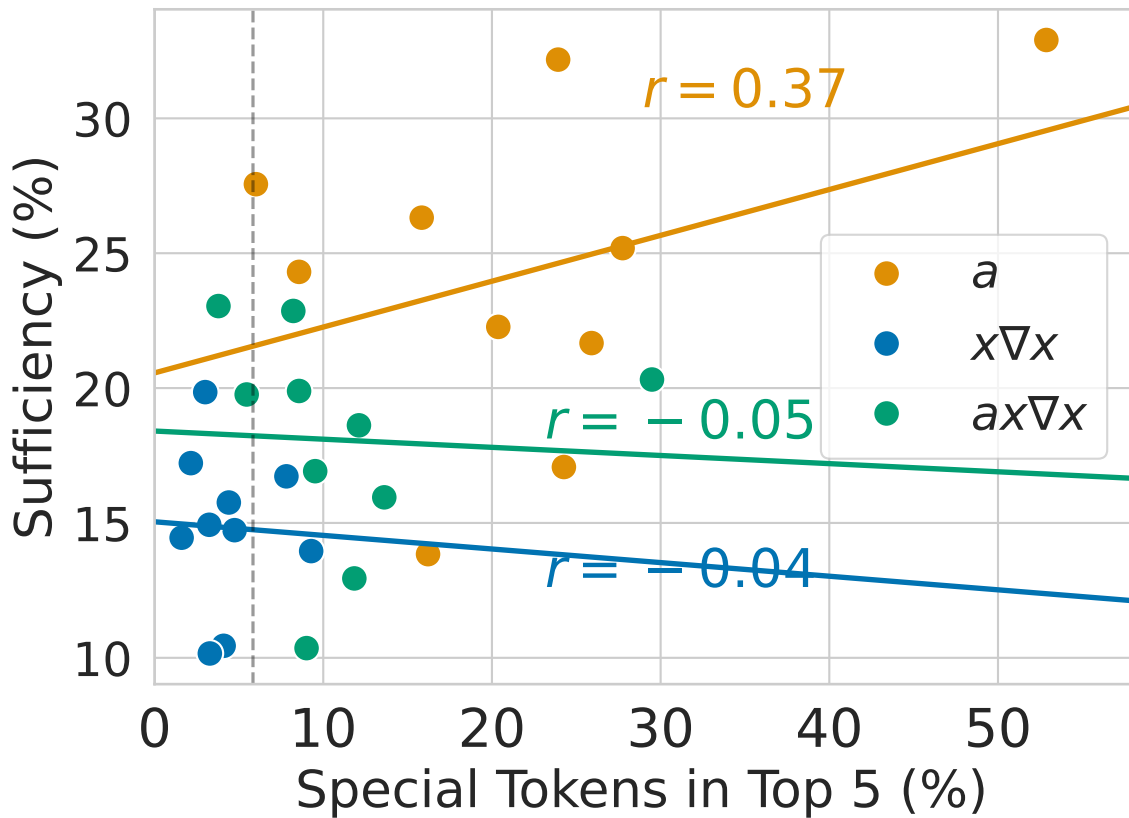 r = 0.37
30
Sufficiency (%)
25
a
x∇x
20
r = − 0.05
ax∇x
15
r = − 0.04
10
0 10 20 30 40 50
Special Tokens in Top 5 (%)